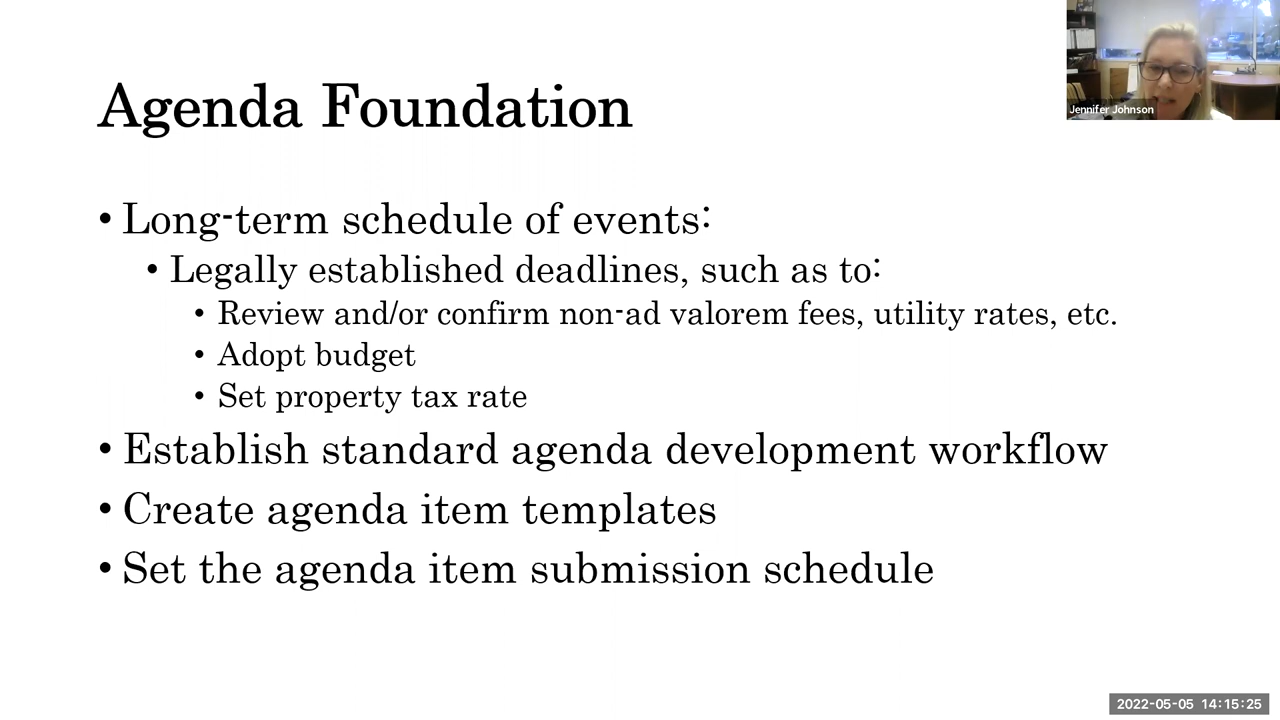 Jennifer Johnson
Agenda Foundation
• Long-term schedule of events:
• Legally established deadlines, such as to:
• Review and/or confirm non-ad valorem fees, utility rates, etc.
• Adopt budget
• Set property tax rate
• Establish standard agenda development workflow
• Create agenda item templates
• Set the agenda item submission schedule
2022-05-05 14:15:25